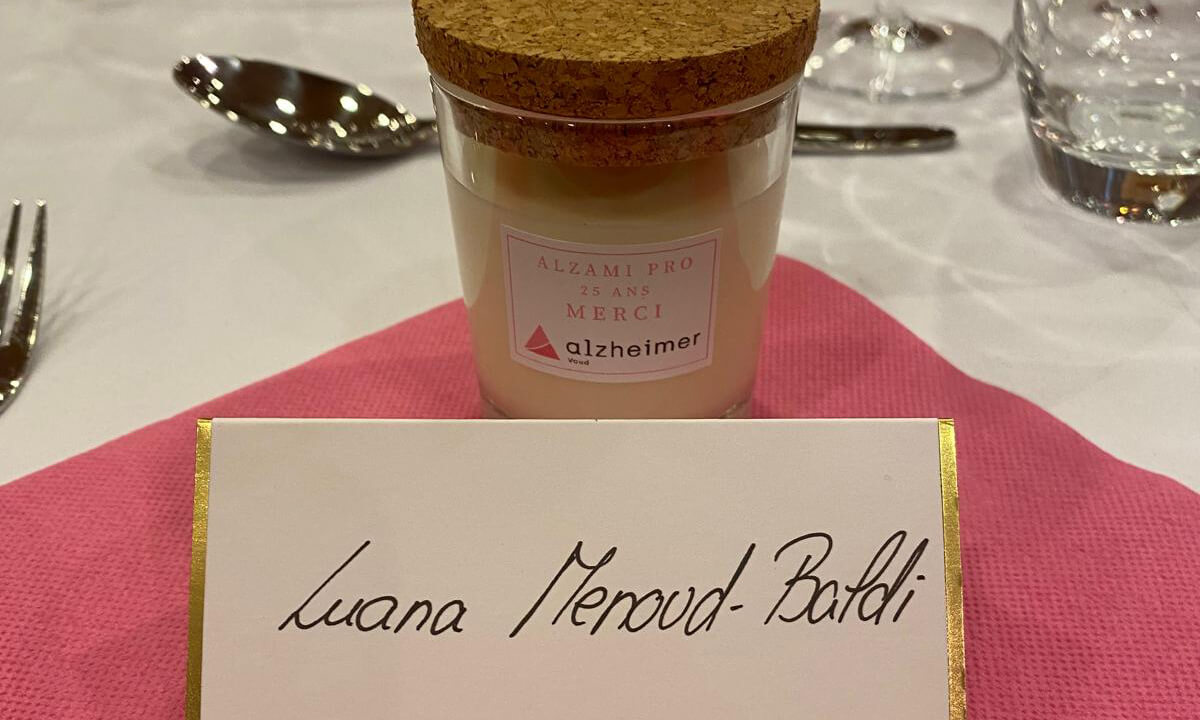 ALZAMI PRO
25 ANS
MERCI
alzheimer
Vaud
Luana Menoud-Baldi